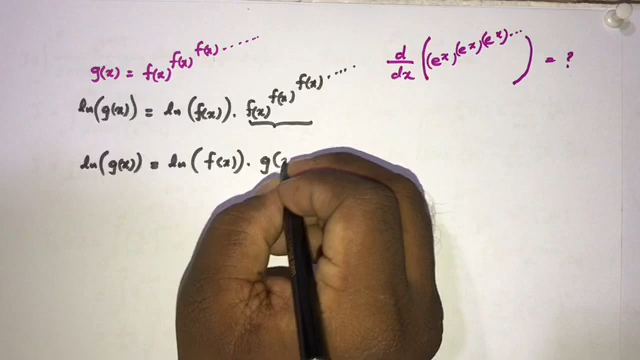 g(x) = f(x)^f(x)^f(x)^.......
d/dx ((e^x)^(e^x)^(e^x)^...) = ?
ln(g(x)) = ln(f(x)) · f(x)^f(x)^f(x)^.....
ln(g(x)) = ln(f(x)) · g(